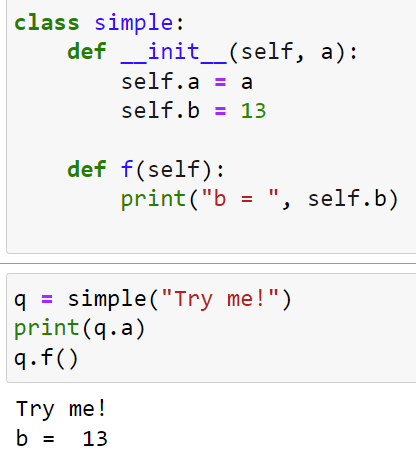 class simple:
    def __init__(self, a):
        self.a = a
        self.b = 13

    def f(self):
        print("b = ", self.b)

q = simple("Try me!")
print(q.a)
q.f()
Try me!
b =  13